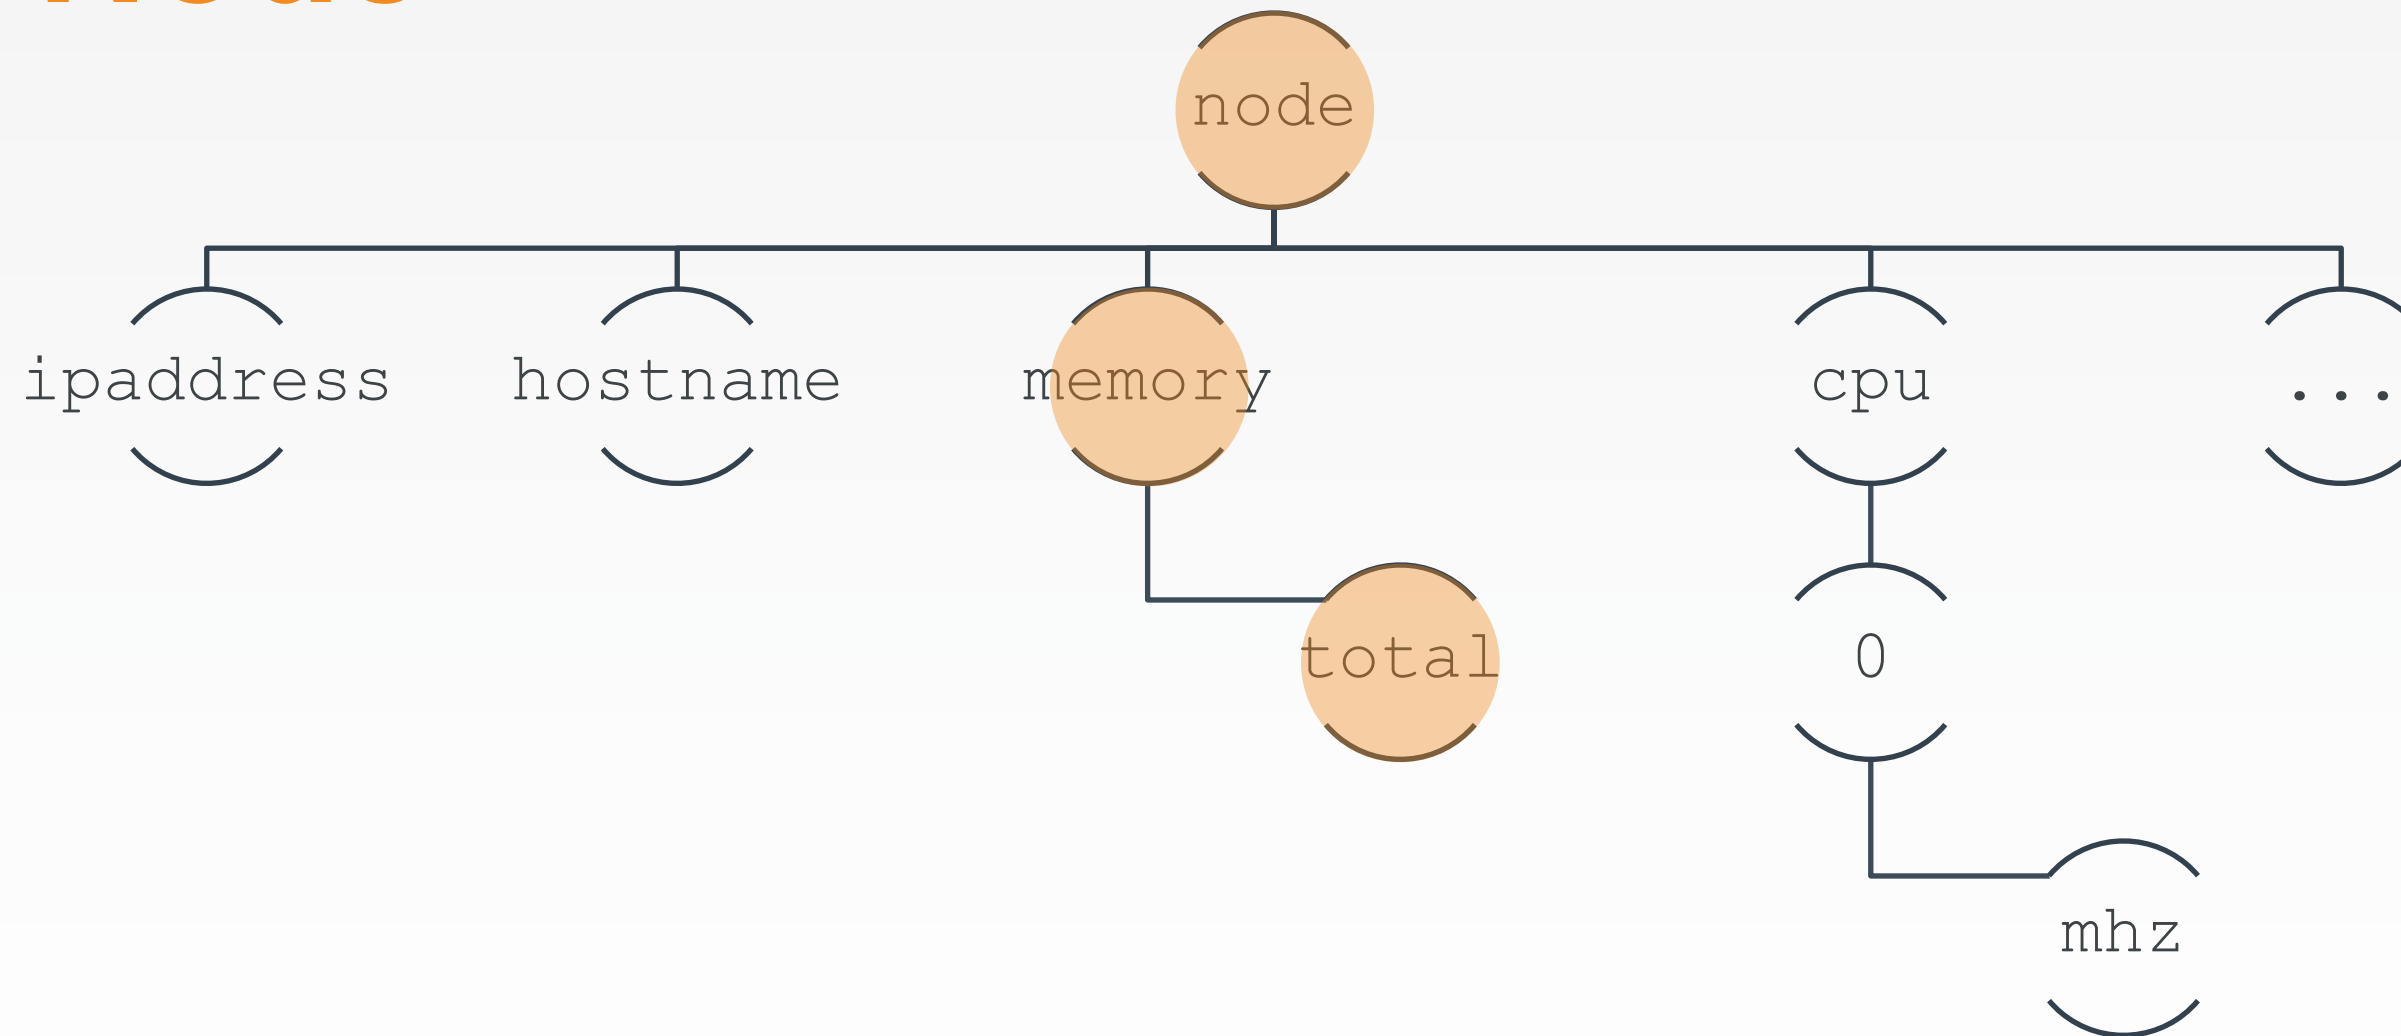 node
ipaddress
hostname
memory
cpu
...
total
0
mhz